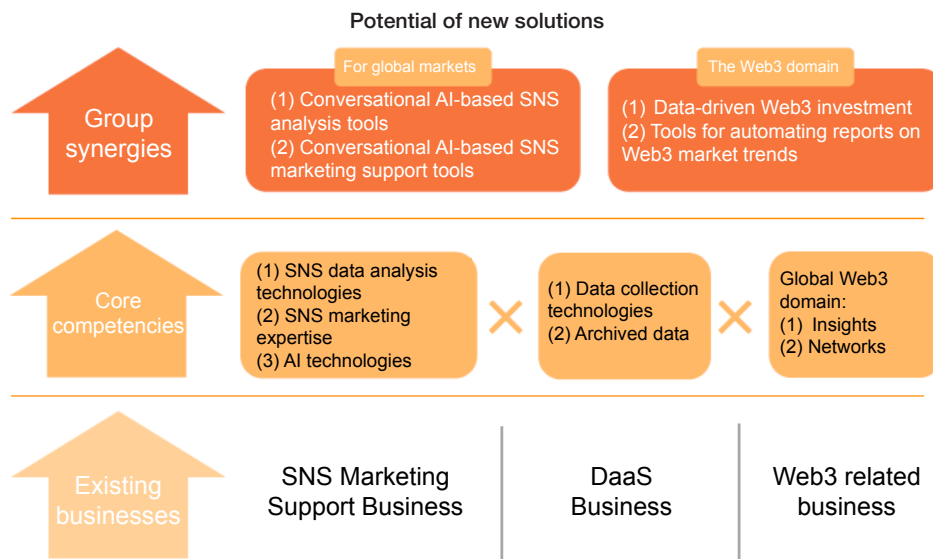 Potential of new solutions
Group
synergies
For global markets
(1) Conversational AI-based SNS
analysis tools
(2) Conversational AI-based SNS
marketing support tools
The Web3 domain
(1) Data-driven Web3 investment
(2) Tools for automating reports on
Web3 market trends
Core
competencies
(1) SNS data analysis
technologies
(2) SNS marketing
expertise
(3) AI technologies
(1) Data collection
technologies
(2) Archived data
Global Web3
domain:
(1) Insights
(2) Networks
Existing
businesses
SNS Marketing
Support Business
DaaS
Business
Web3 related
business